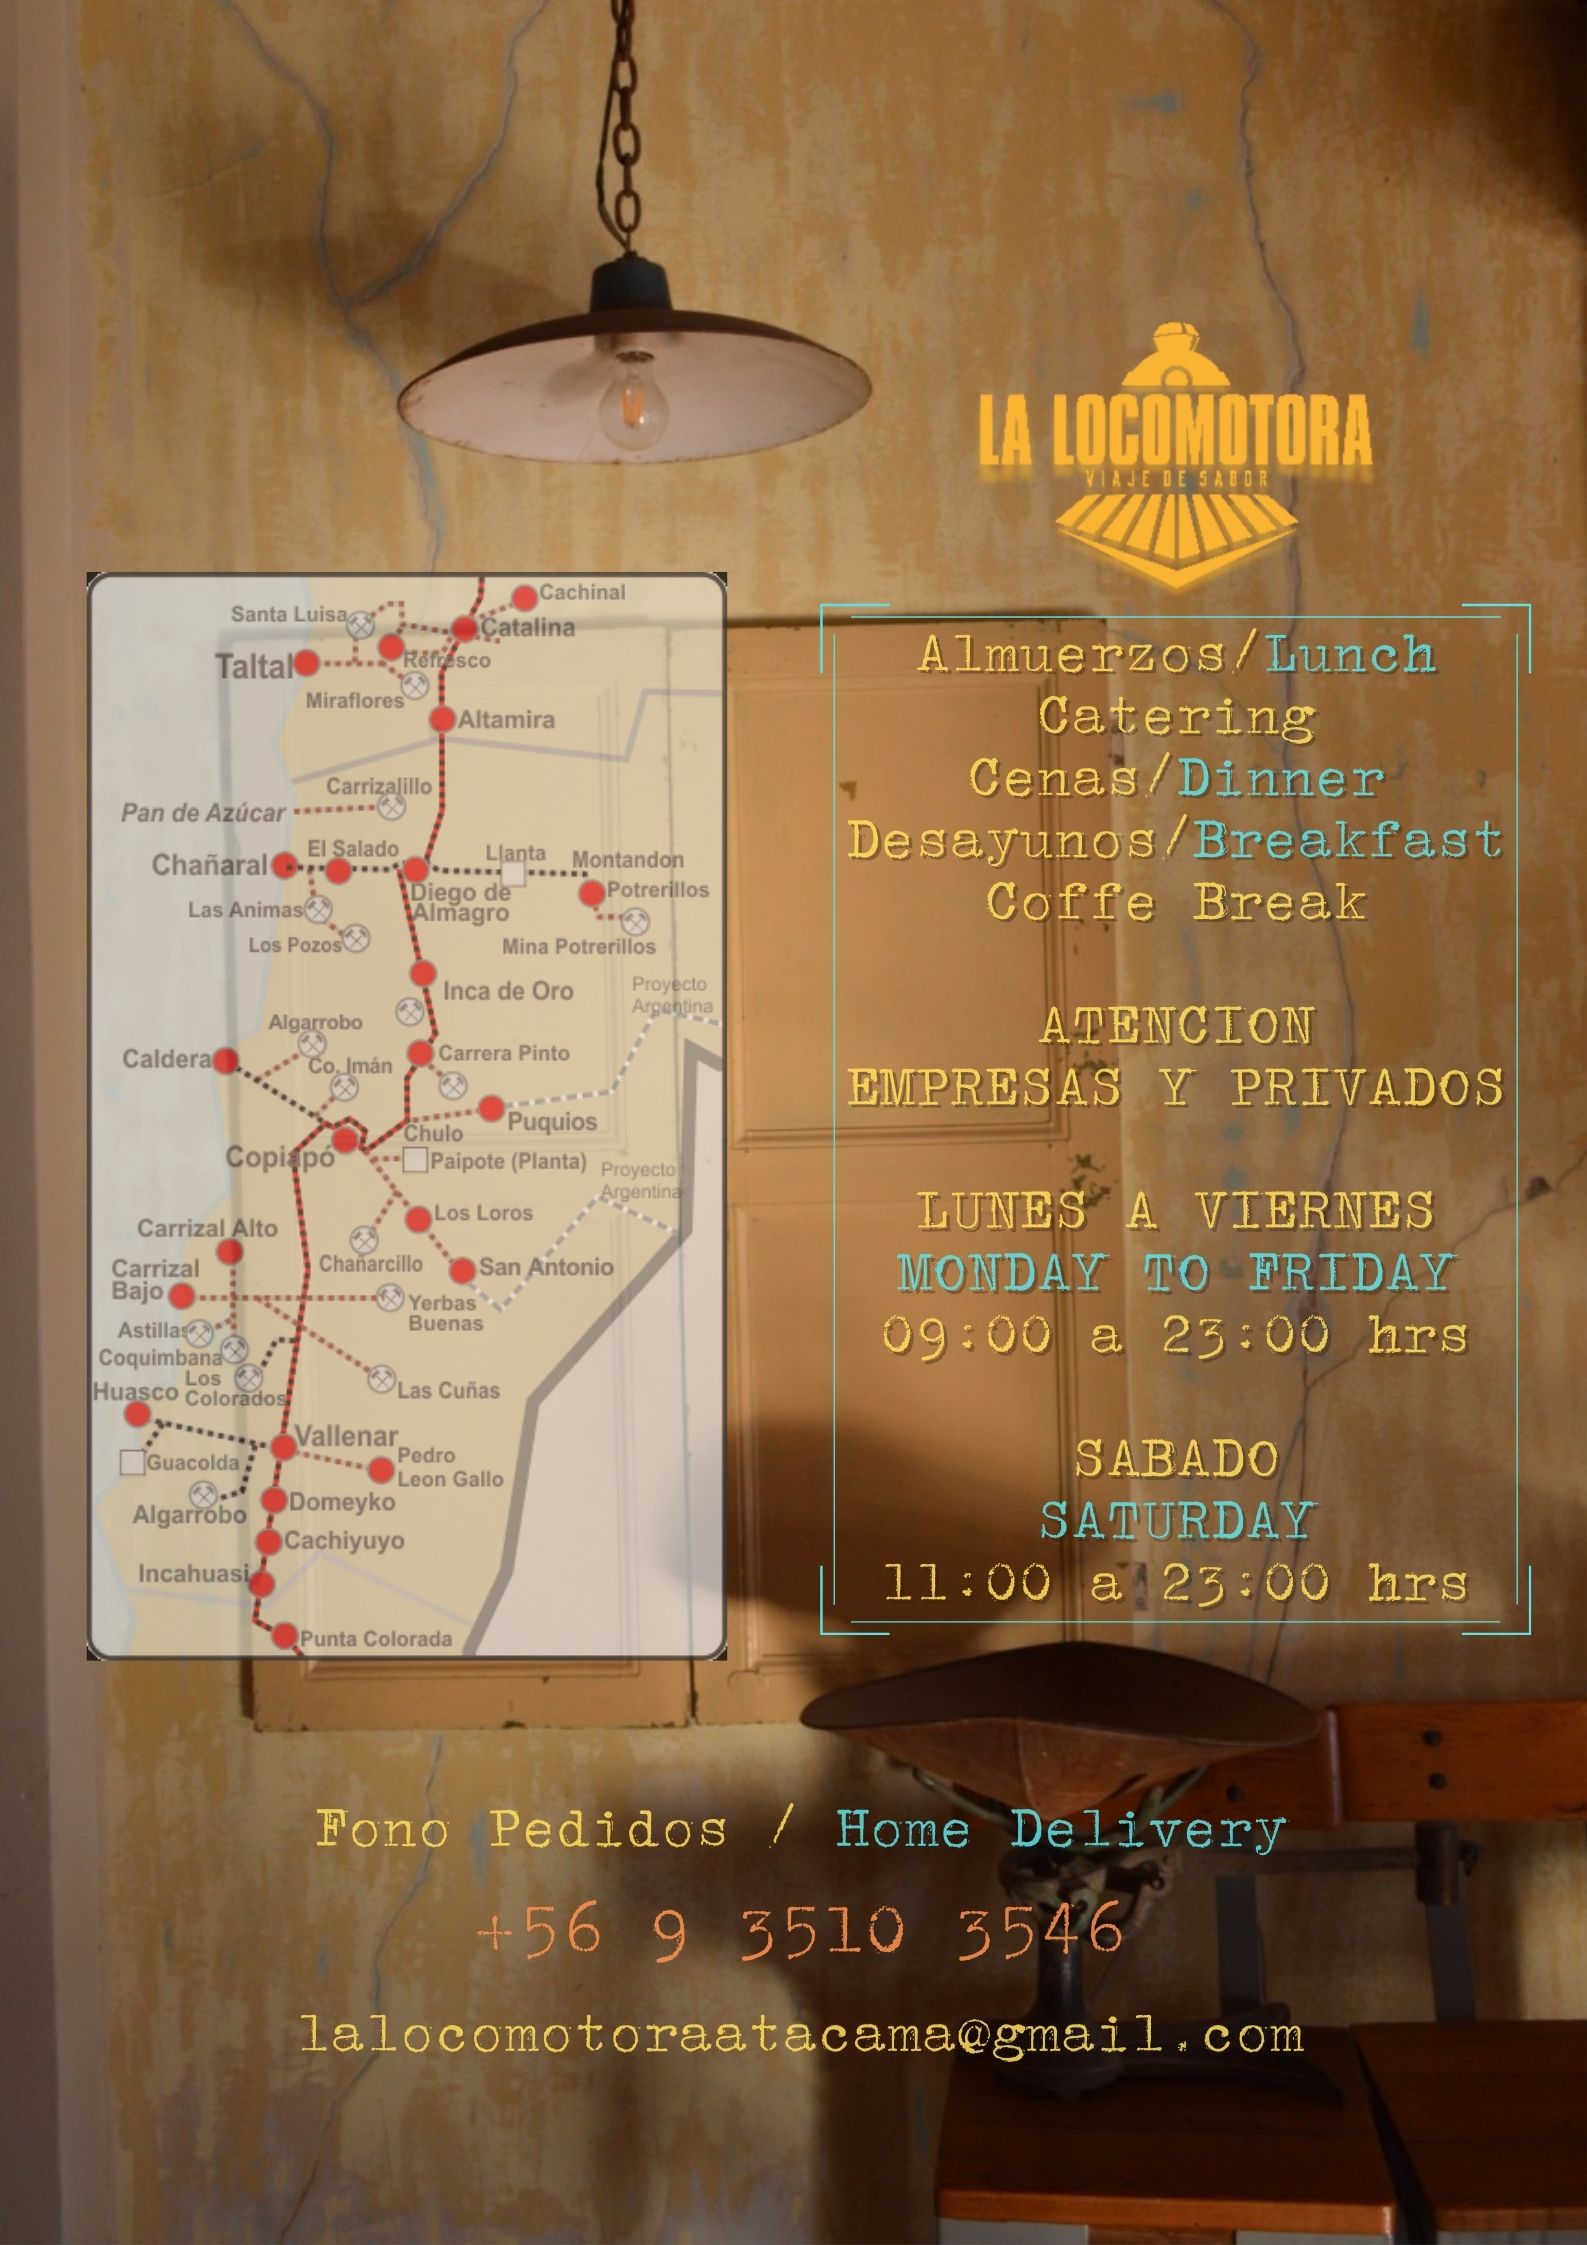 LA LOCOMOTORA
VIAJE DE SABOR
Cachinal
Santa Luisa
Catalina
Taltal
Refresco
Miraflores
Altamira
Carrizalillo
Pan de Azúcar
El Salado
Llanta
Montandon
Chañaral
Diego de
Almagro
Potrerillos
Las Animas
Los Pozos
Mina Potrerillos
Inca de Oro
Proyecto
Argentina
Algarrobo
Caldera
Co. Imán
Carrera Pinto
Puquios
Chulo
Copiapó
Paipote (Planta)
Proyecto
Argentina
Los Loros
Carrizal Alto
Chañarcillo
San Antonio
Carrizal
Bajo
Yerbas
Buenas
Astillas
Coquimbana
Los
Colorados
Las Cuñas
Huasco
Vallenar
Pedro
Leon Gallo
Guacolda
Domeyko
Algarrobo
Cachiyuyo
Incahuasi
Punta Colorada
Almuerzos/Lunch
Catering
Cenas/Dinner
Desayunos/Breakfast
Coffe Break
ATENCION
EMPRESAS Y PRIVADOS
LUNES A VIERNES
MONDAY TO FRIDAY
09:00 a 23:00 hrs
SABADO
SATURDAY
11:00 a 23:00 hrs
Fono Pedidos / Home Delivery
+56 9 3510 3546
lalocomotoraatacama@gmail.com